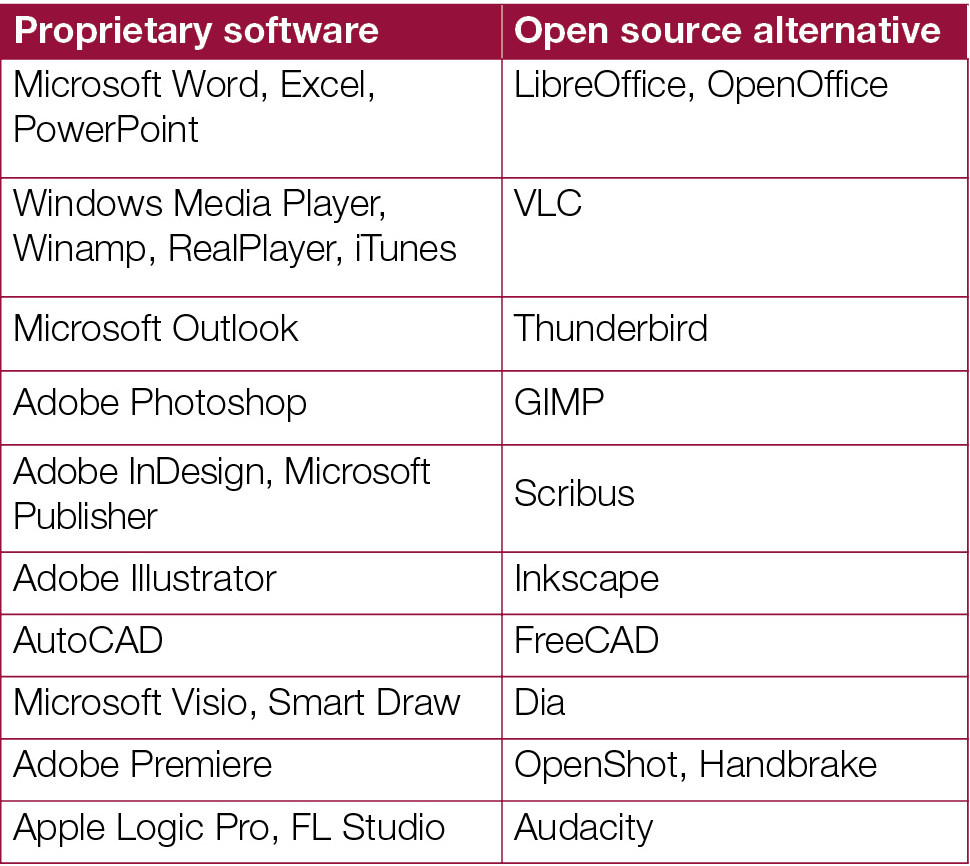 Proprietary software
Open source alternative
Microsoft Word, Excel,
PowerPoint
LibreOffice, OpenOffice
Windows Media Player,
Winamp, RealPlayer, iTunes
VLC
Microsoft Outlook
Thunderbird
Adobe Photoshop
GIMP
Adobe InDesign, Microsoft
Publisher
Scribus
Adobe Illustrator
Inkscape
AutoCAD
FreeCAD
Microsoft Visio, Smart Draw
Dia
Adobe Premiere
OpenShot, Handbrake
Apple Logic Pro, FL Studio
Audacity